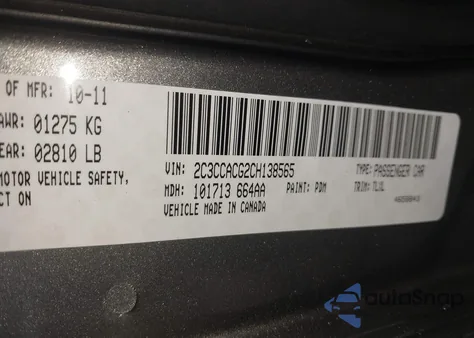 OF MFR: 10-11
AWR: 01275 KG
EAR: 02810 LB
MOTOR VEHICLE SAFETY,
CT ON
VIN: 2C3CCACG2CH138565
TYPE: PASSENGER CAR
MDH: 101713 664AA
PAINT: PDM
TRIM: TLXL
VEHICLE MADE IN CANADA
autoSnap